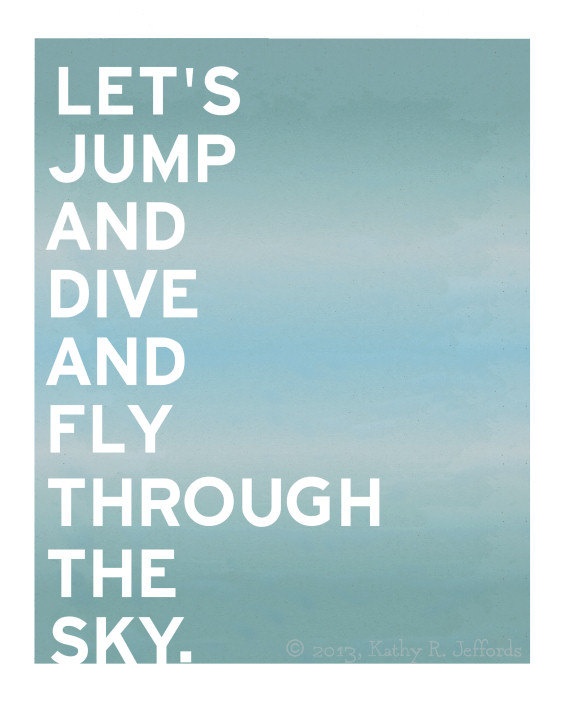 LET'S
JUMP
AND
DIVE
AND
FLY
THROUGH
THE
SKY.
© 2013, Kathy R. Jeffords